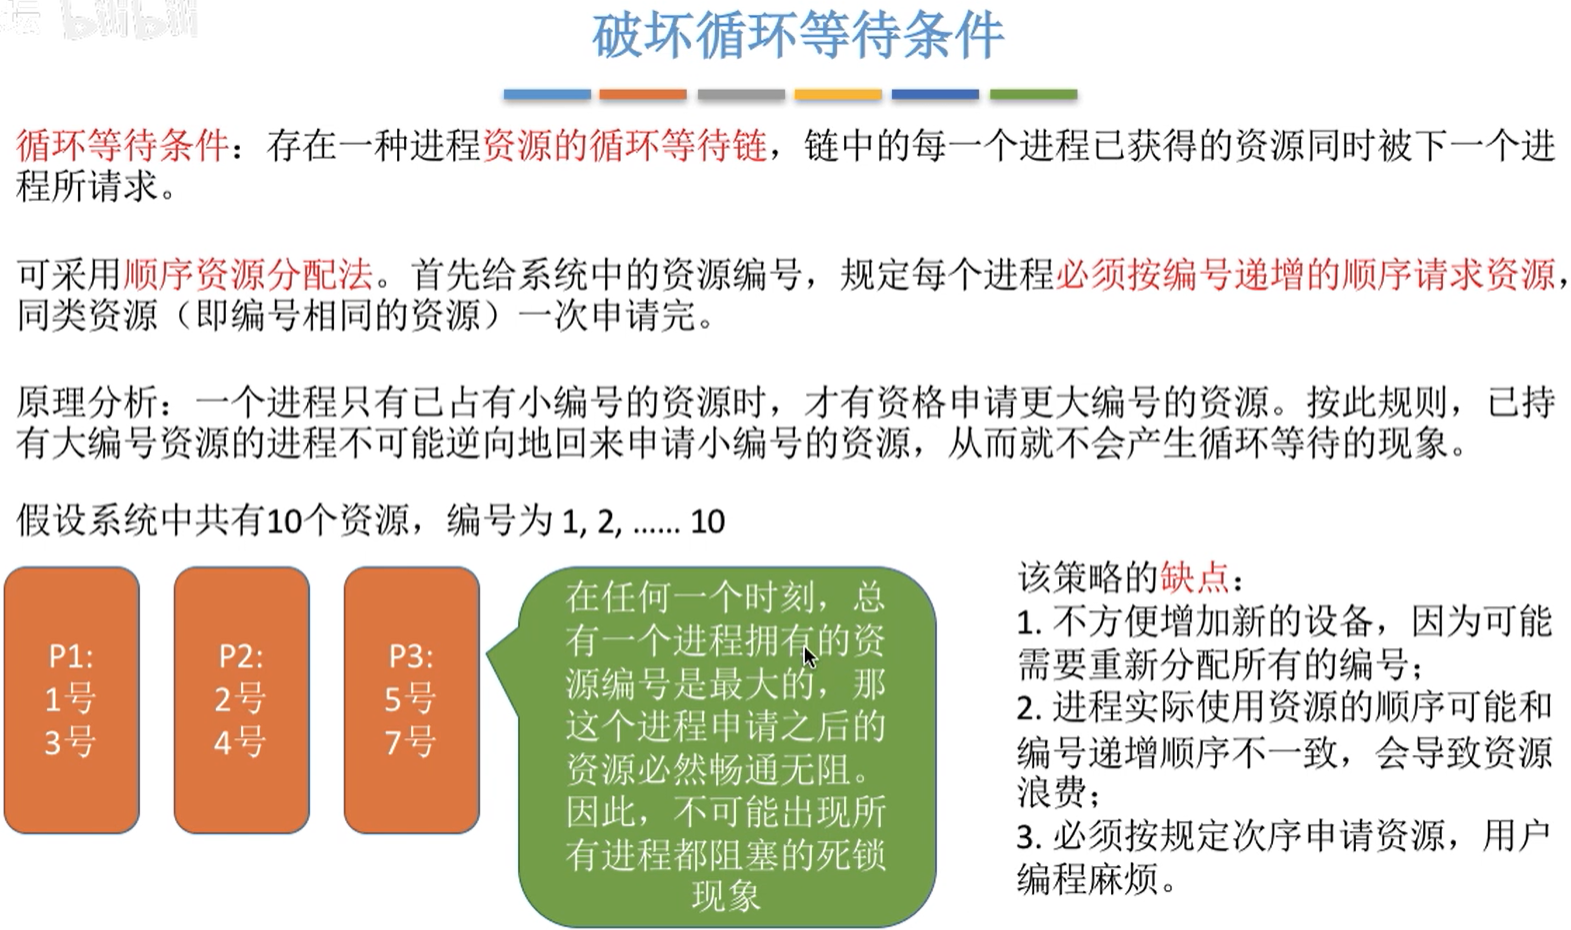 坛 bilibili
破坏循环等待条件
循环等待条件：存在一种进程资源的循环等待链，链中的每一个进程已获得的资源同时被下一个进
程所请求。
可采用顺序资源分配法。首先给系统中的资源编号，规定每个进程必须按编号递增的顺序请求资源，
同类资源（即编号相同的资源）一次申请完。
原理分析：一个进程只有已占有小编号的资源时，才有资格申请更大编号的资源。按此规则，已持
有大编号资源的进程不可能逆向地回来申请小编号的资源，从而就不会产生循环等待的现象。
假设系统中共有10个资源，编号为 1, 2, …… 10
P1:
1号
3号
P2:
2号
4号
P3:
5号
7号
在任何一个时刻，总
有一个进程拥有的资
源编号是最大的，那
这个进程申请之后的
资源必然畅通无阻。
因此，不可能出现所
有进程都阻塞的死锁
现象
该策略的缺点：
1. 不方便增加新的设备，因为可能
需要重新分配所有的编号；
2. 进程实际使用资源的顺序可能和
编号递增顺序不一致，会导致资源
浪费；
3. 必须按规定次序申请资源，用户
编程麻烦。